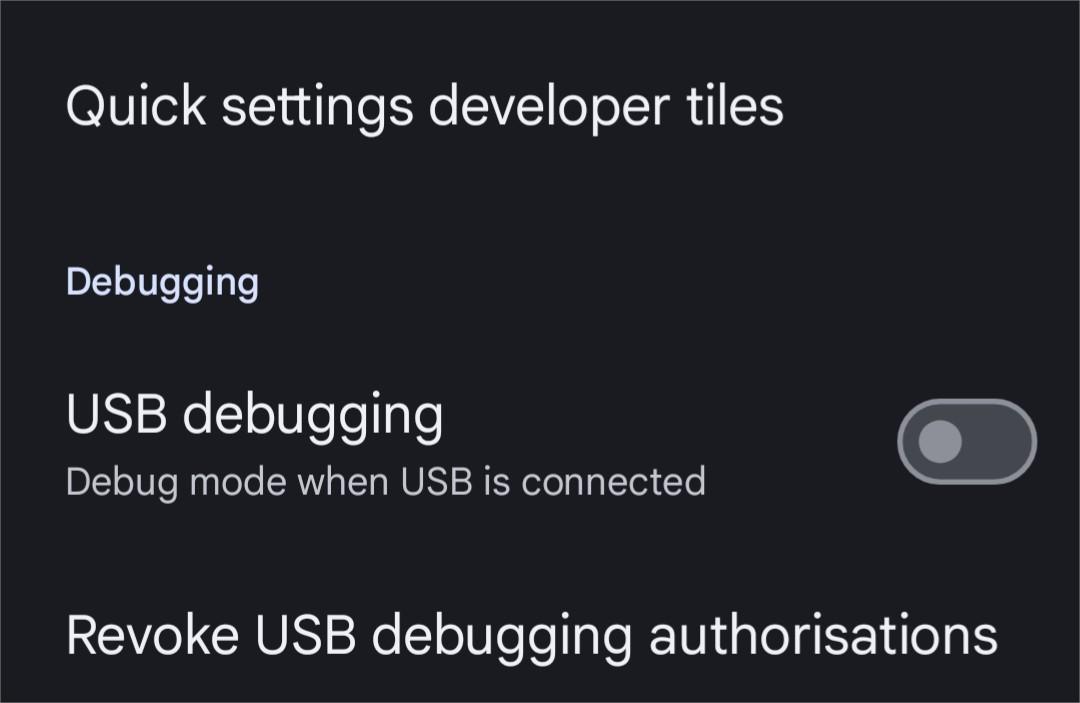 Quick settings developer tiles
Debugging
USB debugging
Debug mode when USB is connected
Revoke USB debugging authorisations